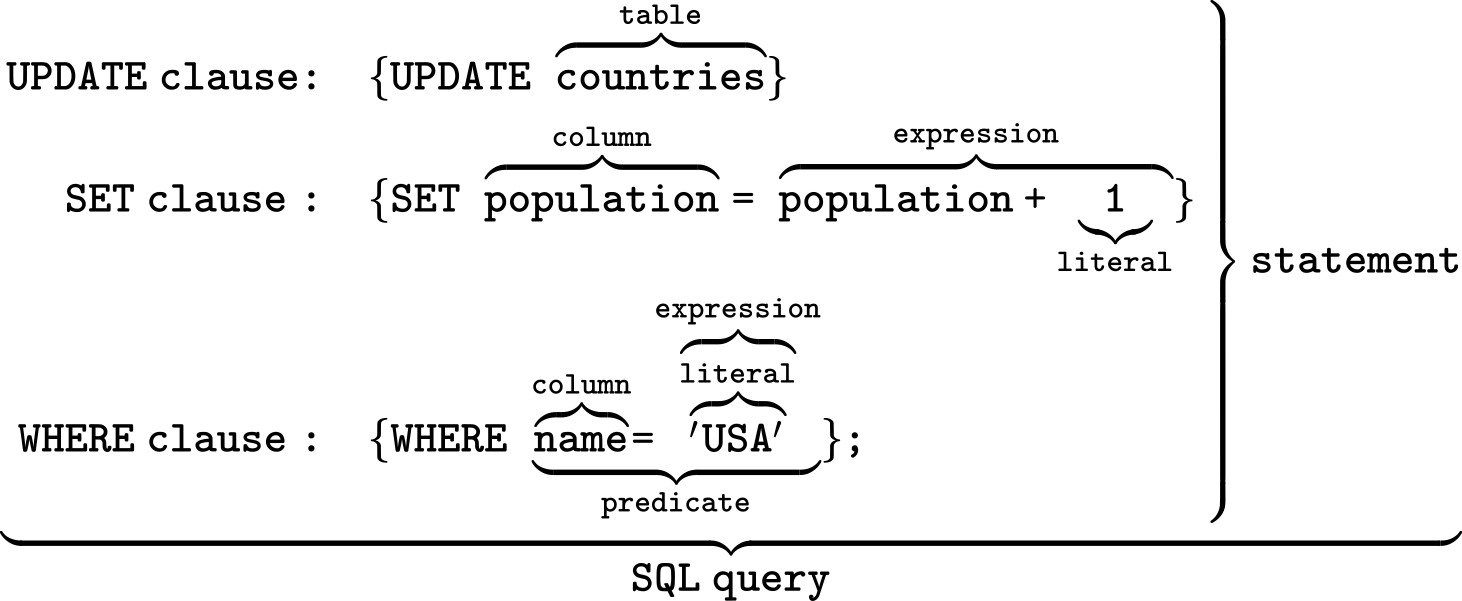 table
UPDATE clause: {UPDATE countries}
column expression
SET clause : {SET population = population + 1 }
literal
statement
expression
literal
column
WHERE clause : {WHERE name= 'USA' };
predicate
SQL query